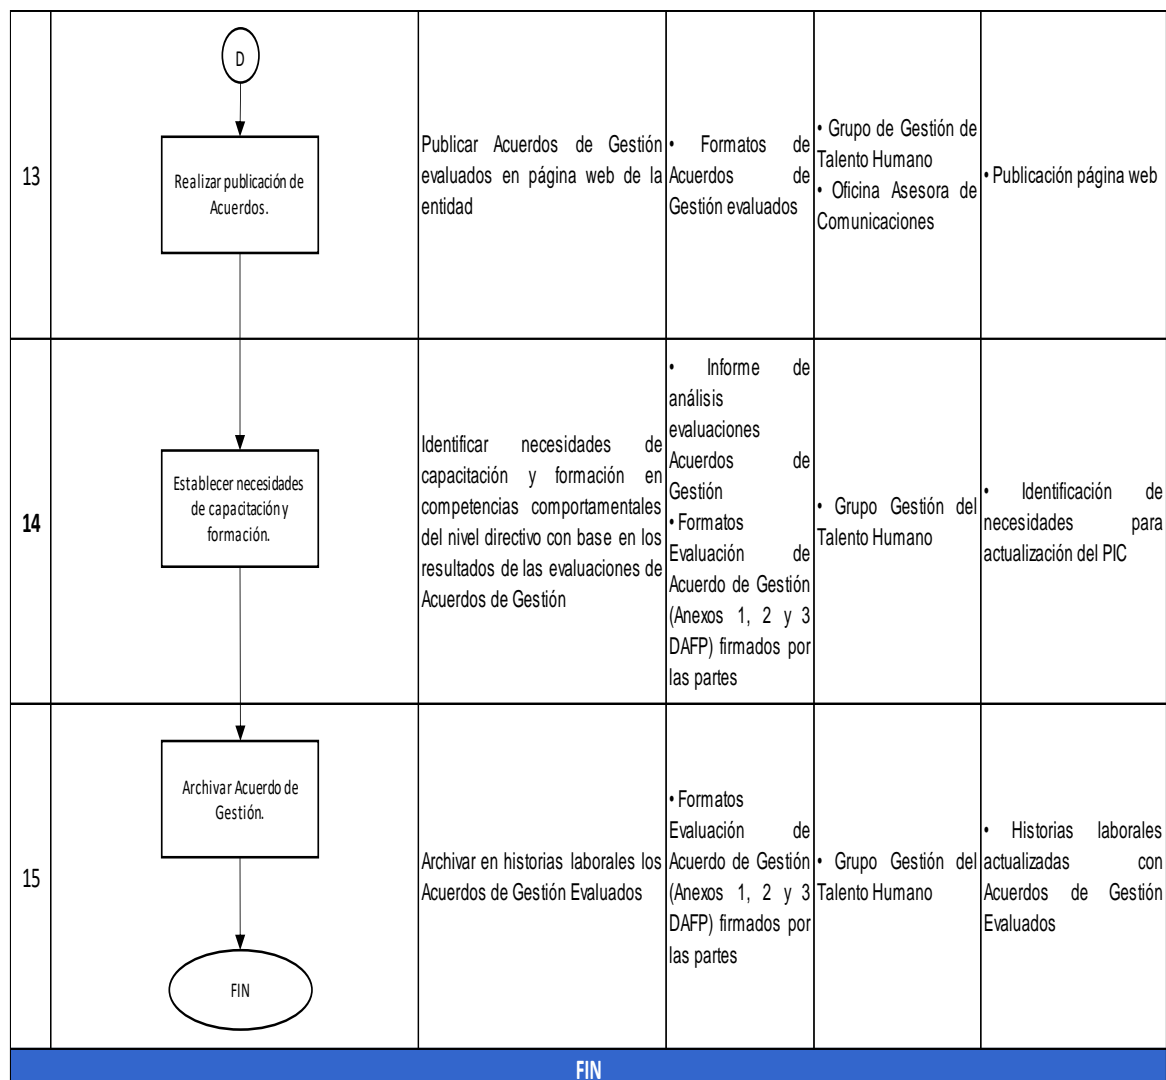 D
13
Realizar publicación de
Acuerdos.
Publicar Acuerdos de Gestión
evaluados en página web de la
entidad
• Formatos de
Acuerdos de
Gestión evaluados
• Grupo de Gestión de
Talento Humano
• Oficina Asesora de
Comunicaciones
• Publicación página web
14
Establecer necesidades
de capacitación y
formación.
Identificar necesidades de
capacitación y formación en
competencias comportamentales
del nivel directivo con base en los
resultados de las evaluaciones de
Acuerdos de Gestión
• Informe de
análisis
evaluaciones
Acuerdos de
Gestión
• Formatos
Evaluación de
Acuerdo de Gestión
(Anexos 1, 2 y 3
DAFP) firmados por
las partes
• Grupo Gestión del
Talento Humano
• Identificación de
necesidades para
actualización del PIC
15
Archivar Acuerdo de
Gestión.
FIN
Archivar en historias laborales los
Acuerdos de Gestión Evaluados
• Formatos
Evaluación de
Acuerdo de Gestión
(Anexos 1, 2 y 3
DAFP) firmados por
las partes
• Grupo Gestión del
Talento Humano
• Historias laborales
actualizadas con
Acuerdos de Gestión
Evaluados
FIN